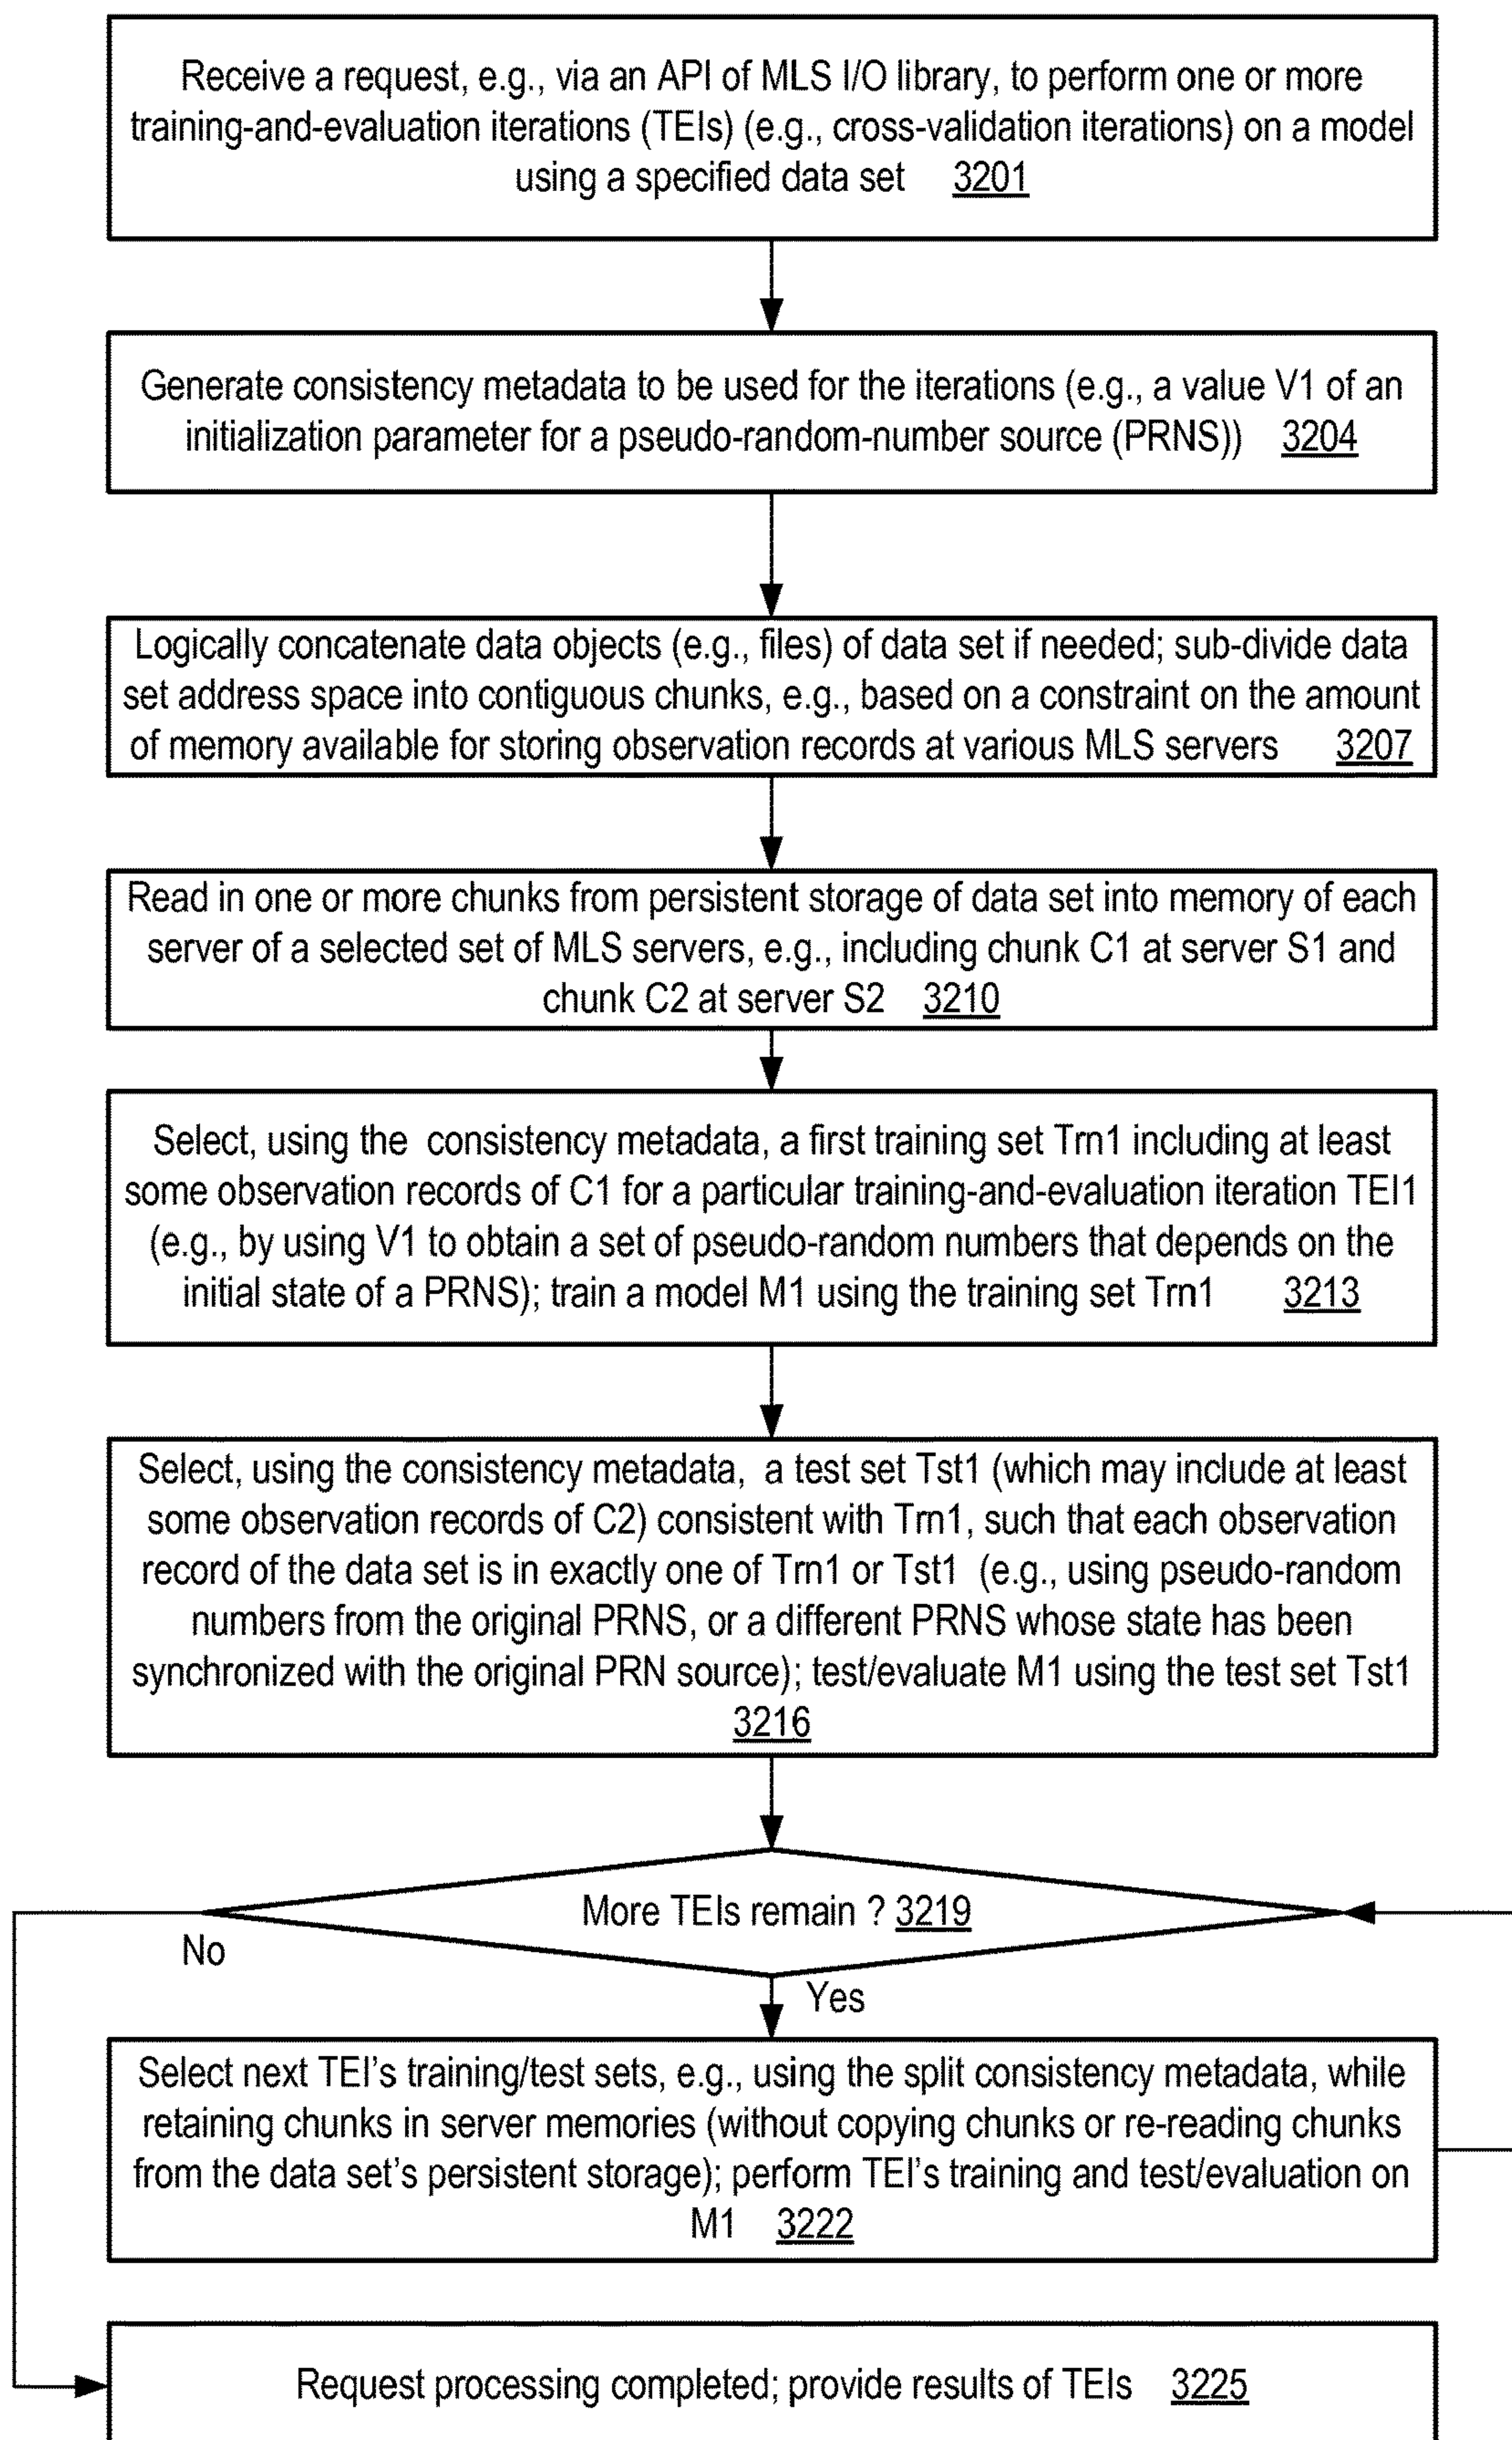 Receive a request, e.g., via an API of MLS I/O library, to perform one or more
training-and-evaluation iterations (TEIs) (e.g., cross-validation iterations) on a model
using a specified data set 3201
Generate consistency metadata to be used for the iterations (e.g., a value V1 of an
initialization parameter for a pseudo-random-number source (PRNS)) 3204
Logically concatenate data objects (e.g., files) of data set if needed; sub-divide data
set address space into contiguous chunks, e.g., based on a constraint on the amount
of memory available for storing observation records at various MLS servers 3207
Read in one or more chunks from persistent storage of data set into memory of each
server of a selected set of MLS servers, e.g., including chunk C1 at server S1 and
chunk C2 at server S2 3210
Select, using the consistency metadata, a first training set Trn1 including at least
some observation records of C1 for a particular training-and-evaluation iteration TEI1
(e.g., by using V1 to obtain a set of pseudo-random numbers that depends on the
initial state of a PRNS); train a model M1 using the training set Trn1 3213
Select, using the consistency metadata, a test set Tst1 (which may include at least
some observation records of C2) consistent with Trn1, such that each observation
record of the data set is in exactly one of Trn1 or Tst1 (e.g., using pseudo-random
numbers from the original PRNS, or a different PRNS whose state has been
synchronized with the original PRN source); test/evaluate M1 using the test set Tst1
3216
More TEIs remain ? 3219
No
Yes
Select next TEI's training/test sets, e.g., using the split consistency metadata, while
retaining chunks in server memories (without copying chunks or re-reading chunks
from the data set's persistent storage); perform TEI's training and test/evaluation on
M1 3222
Request processing completed; provide results of TEIs 3225